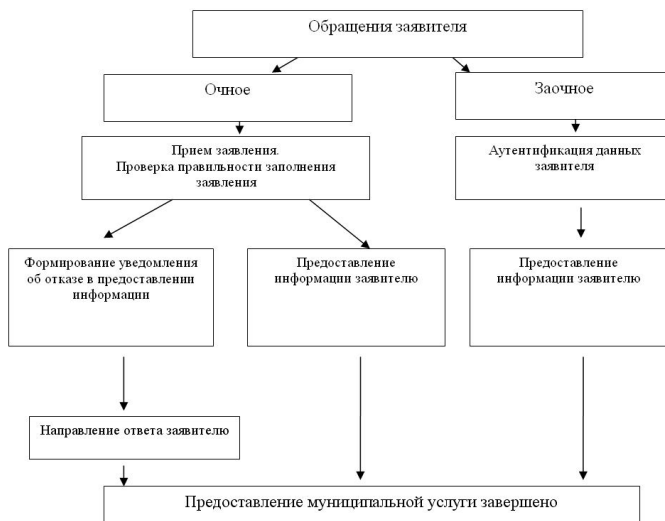 Обращения заявителя
Очное
Заочное
Прием заявления.
Проверка правильности заполнения
заявления
Аутентификация данных
заявителя
Формирование уведомления
об отказе в предоставлении
информации
Предоставление
информации заявителю
Предоставление
информации заявителю
Направление ответа заявителю
Предоставление муниципальной услуги завершено